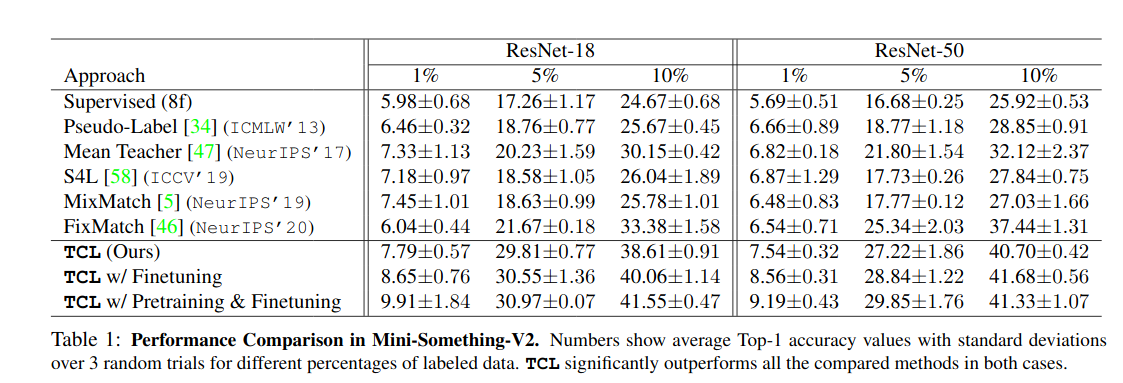 ResNet-18 ResNet-50
Approach 1% 5% 10% 1% 5% 10%
Supervised (8f) 5.98±0.68 17.26±1.17 24.67±0.68 5.69±0.51 16.68±0.25 25.92±0.53
Pseudo-Label [34] (ICMLW'13) 6.46±0.32 18.76±0.77 25.67±0.45 6.66±0.89 18.77±1.18 28.85±0.91
Mean Teacher [47] (NeurIPS'17) 7.33±1.13 20.23±1.59 30.15±0.42 6.82±0.18 21.80±1.54 32.12±2.37
S4L [58] (ICCV'19) 7.18±0.97 18.58±1.05 26.04±1.89 6.87±1.29 17.73±0.26 27.84±0.75
MixMatch [5] (NeurIPS'19) 7.45±1.01 18.63±0.99 25.78±1.01 6.48±0.83 17.77±0.12 27.03±1.66
FixMatch [46] (NeurIPS'20) 6.04±0.44 21.67±0.18 33.38±1.58 6.54±0.71 25.34±2.03 37.44±1.31
TCL (Ours) 7.79±0.57 29.81±0.77 38.61±0.91 7.54±0.32 27.22±1.86 40.70±0.42
TCL w/ Finetuning 8.65±0.76 30.55±1.36 40.06±1.14 8.56±0.31 28.84±1.22 41.68±0.56
TCL w/ Pretraining & Finetuning 9.91±1.84 30.97±0.07 41.55±0.47 9.19±0.43 29.85±1.76 41.33±1.07
Table 1: Performance Comparison in Mini-Something-V2. Numbers show average Top-1 accuracy values with standard deviations
over 3 random trials for different percentages of labeled data. TCL significantly outperforms all the compared methods in both cases.